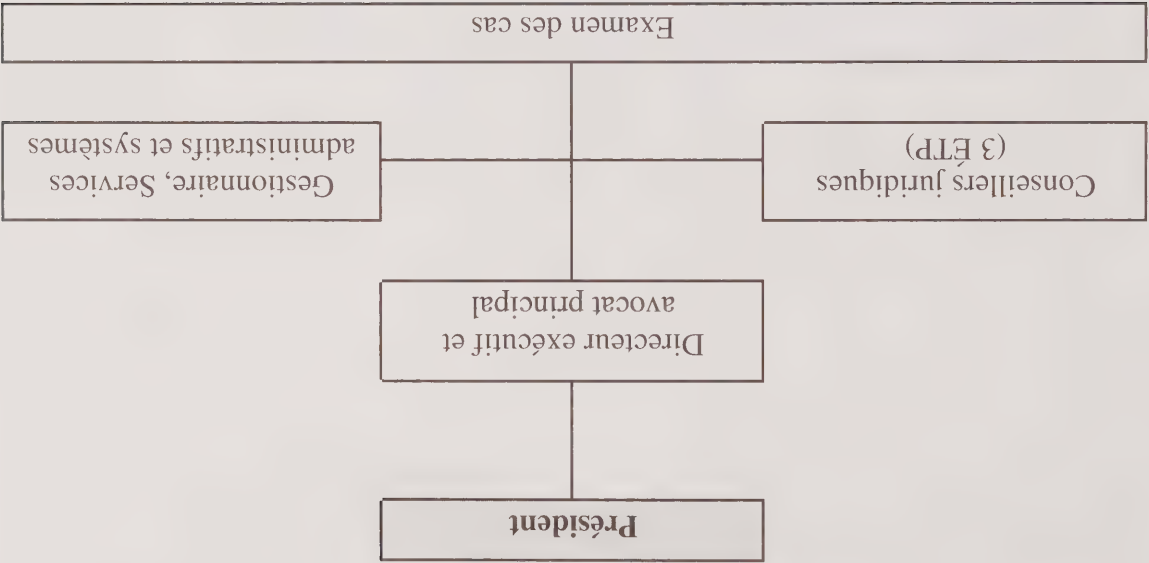 Président
Directeur exécutif et
avocat principal
Conseillers juridiques
(3 ÉTP)
Gestionnaire, Services
administratifs et systèmes
Examen des cas